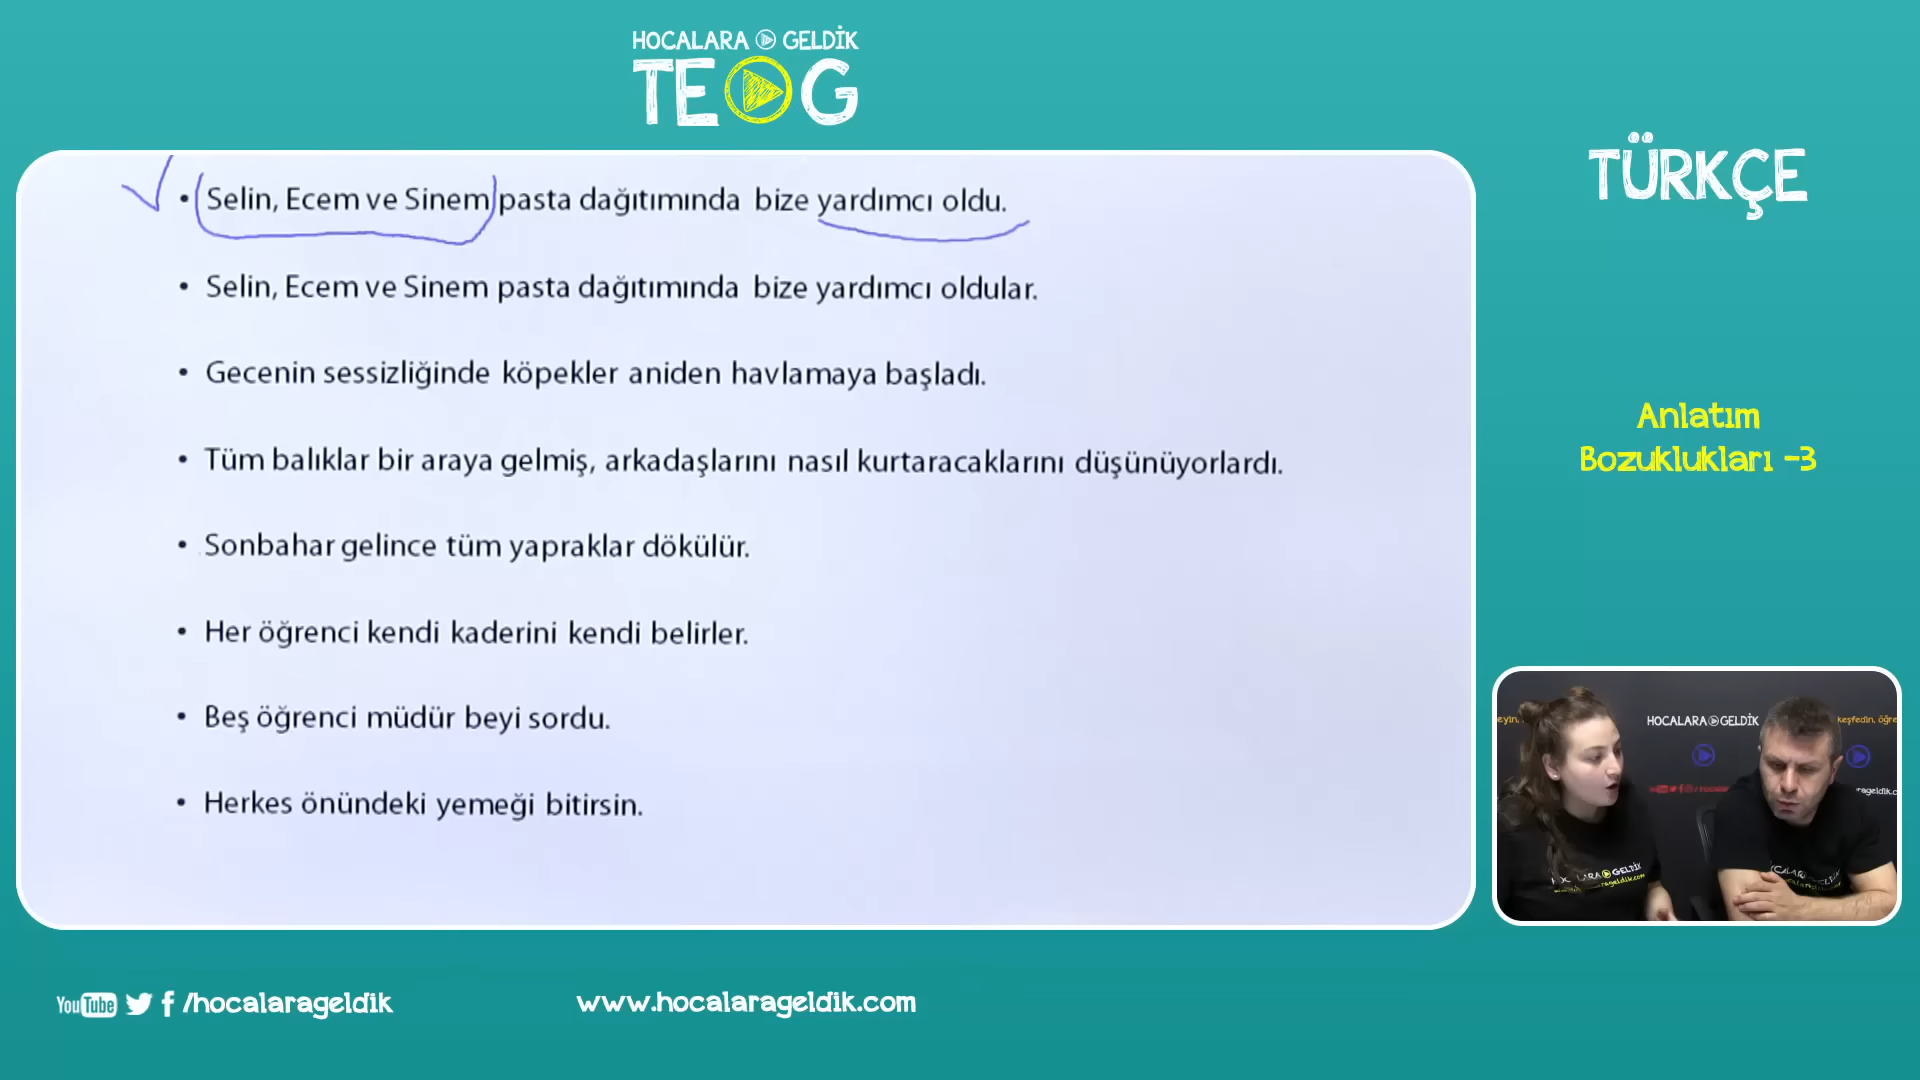 HOCALARA GELDİK
TEOG
TÜRKÇE
• Selin, Ecem ve Sinem pasta dağıtımında bize yardımcı oldu.
• Selin, Ecem ve Sinem pasta dağıtımında bize yardımcı oldular.
• Gecenin sessizliğinde köpekler aniden havlamaya başladı.
• Tüm balıklar bir araya gelmiş, arkadaşlarını nasıl kurtaracaklarını düşünüyorlardı.
• Sonbahar gelince tüm yapraklar dökülür.
• Her öğrenci kendi kaderini kendi belirler.
• Beş öğrenci müdür beyi sordu.
• Herkes önündeki yemeği bitirsin.
Anlatım
Bozuklukları -3
HOCALARA GELDİK
YouTube /hocalarageldik
www.hocalarageldik.com